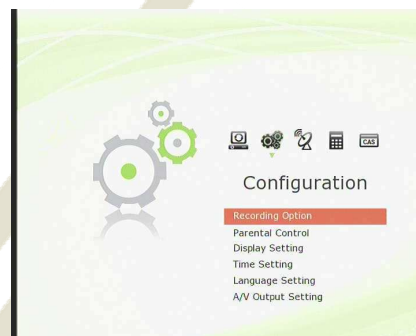 CAS
Configuration
Recording Option
Parental Control
Display Setting
Time Setting
Language Setting
A/V Output Setting